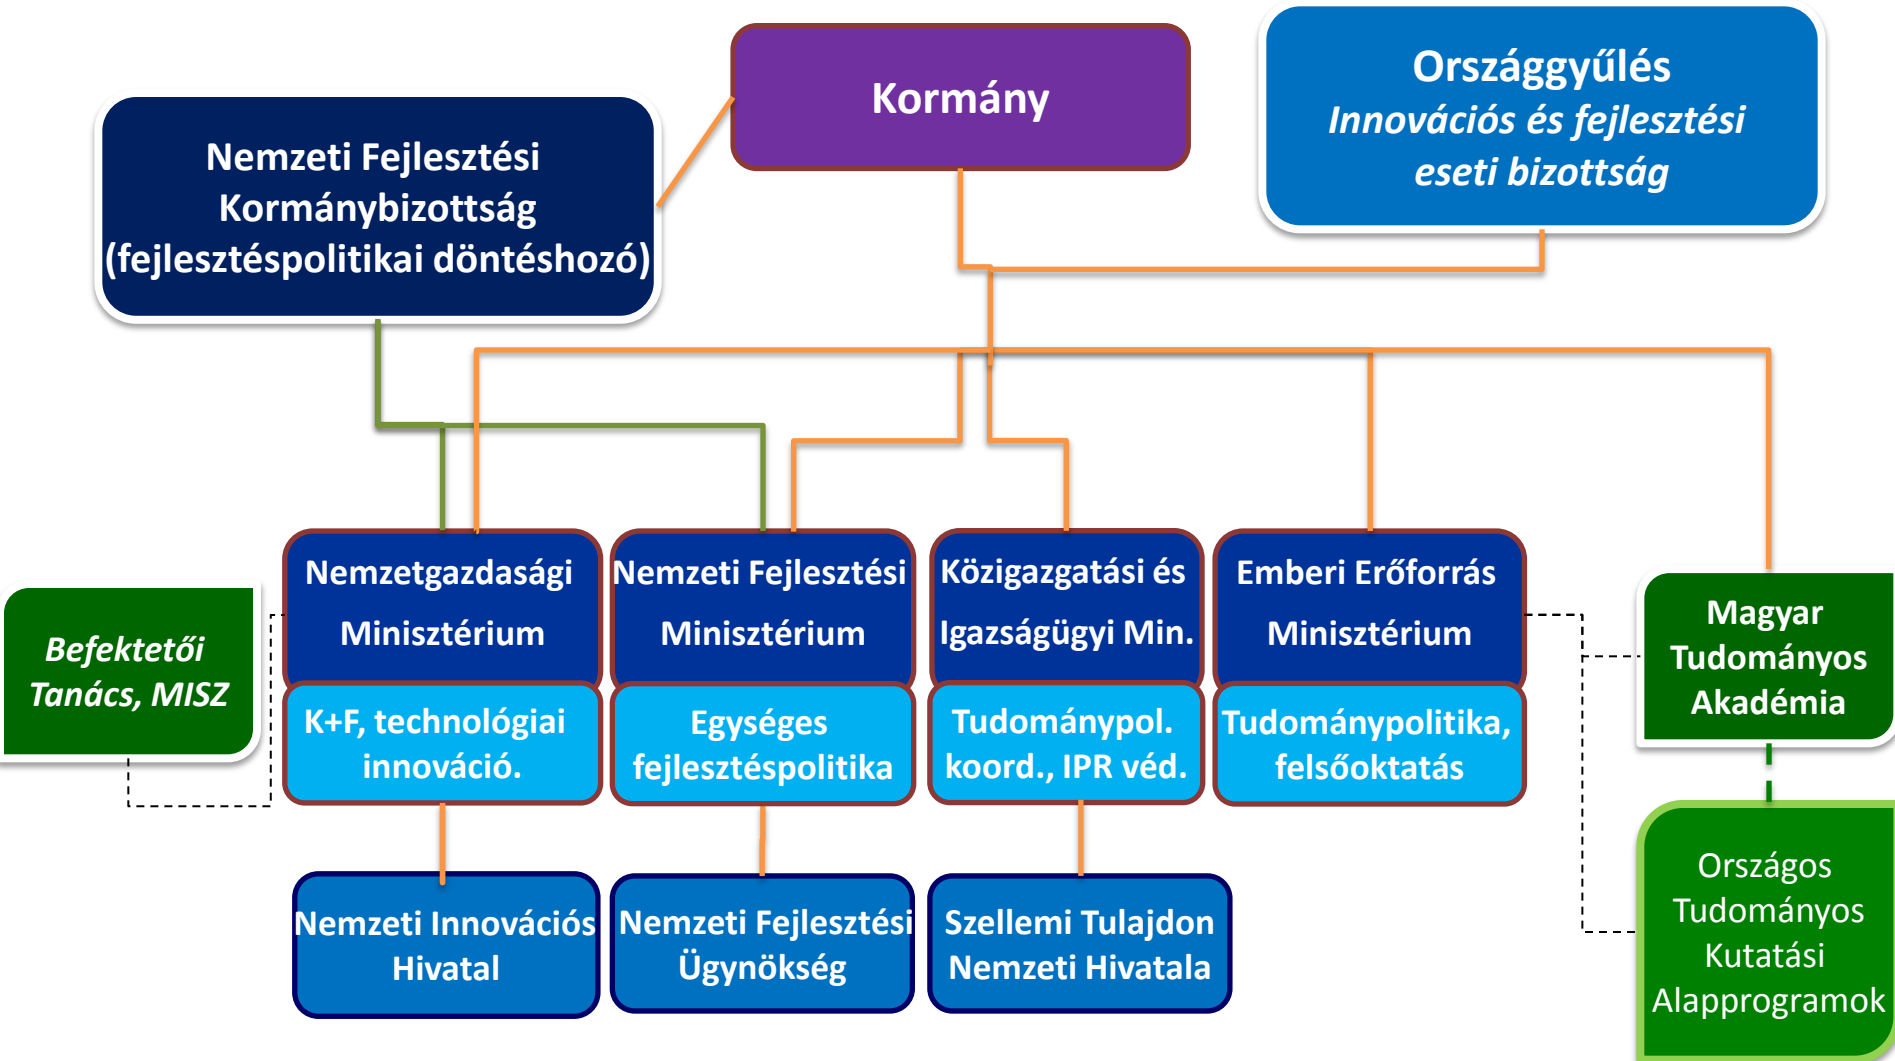 Kormány
Országgyűlés
Innovációs és fejlesztési
eseti bizottság
Nemzeti Fejlesztési
Kormánybizottság
(fejlesztéspolitikai döntéshozó)
Befektetői
Tanács, MISZ
Nemzetgazdasági
Minisztérium
K+F, technológiai
innováció.
Nemzeti Fejlesztési
Minisztérium
Egységes
fejlesztéspolitika
Közigazgatási és
Igazságügyi Min.
Tudománypol.
koord., IPR véd.
Emberi Erőforrás
Minisztérium
Tudománypolitika,
felsőoktatás
Magyar
Tudományos
Akadémia
Nemzeti Innovációs
Hivatal
Nemzeti Fejlesztési
Ügynökség
Szellemi Tulajdon
Nemzeti Hivatala
Országos
Tudományos
Kutatási
Alapprogramok